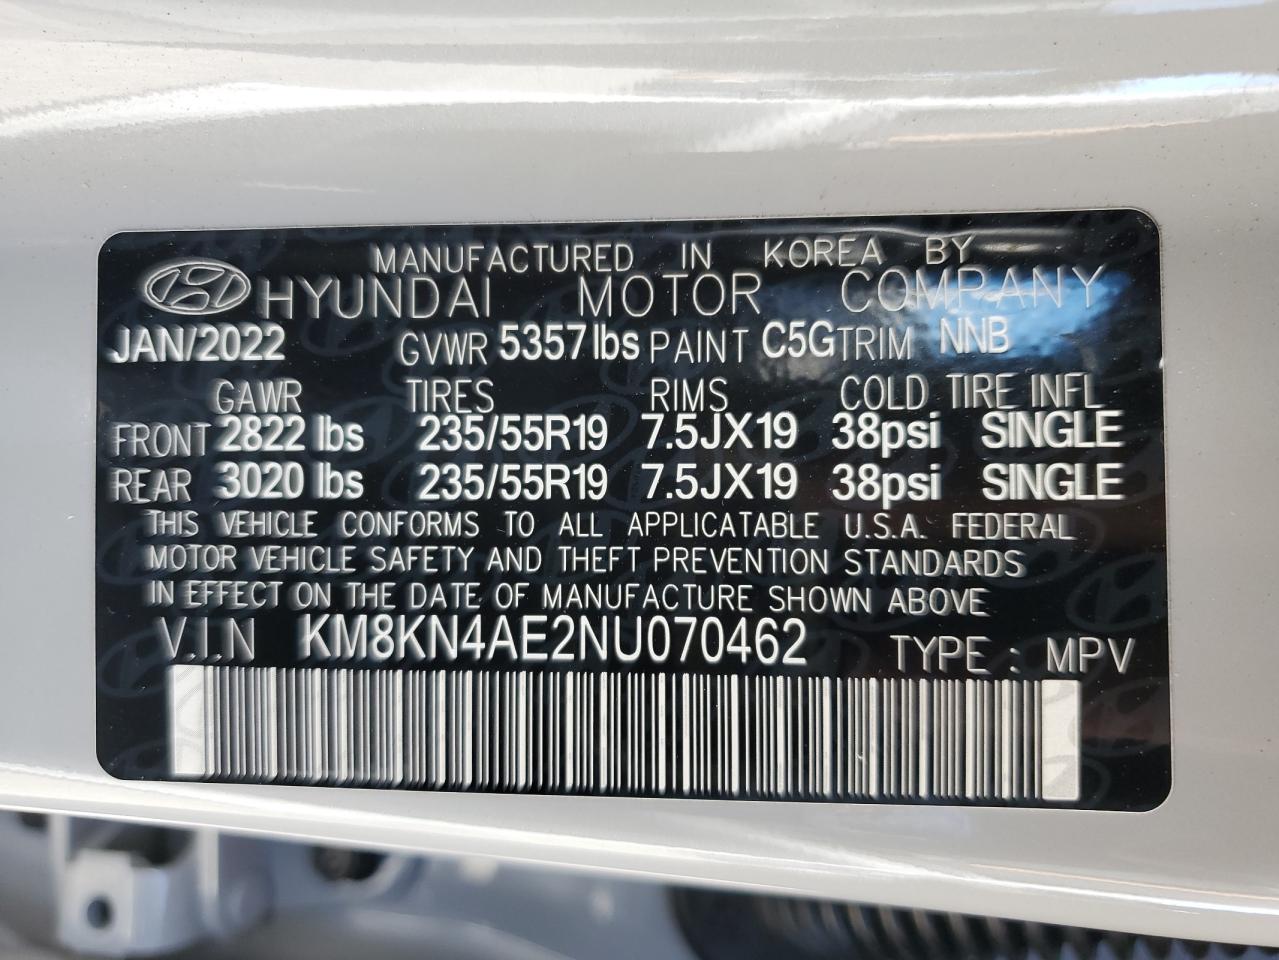 MANUFACTURED IN KOREA BY
HYUNDAI MOTOR COMPANY
JAN/2022 GVWR 5357 lbs PAINT C5G TRIM NNB
GAWR TIRES RIMS COLD TIRE INFL
FRONT 2822 lbs 235/55R19 7.5JX19 38psi SINGLE
REAR 3020 lbs 235/55R19 7.5JX19 38psi SINGLE
THIS VEHICLE CONFORMS TO ALL APPLICATABLE U.S.A. FEDERAL
MOTOR VEHICLE SAFETY AND THEFT PREVENTION STANDARDS
IN EFFECT ON THE DATE OF MANUFACTURE SHOWN ABOVE
V.I.N KM8KN4AE2NU070462 TYPE : MPV